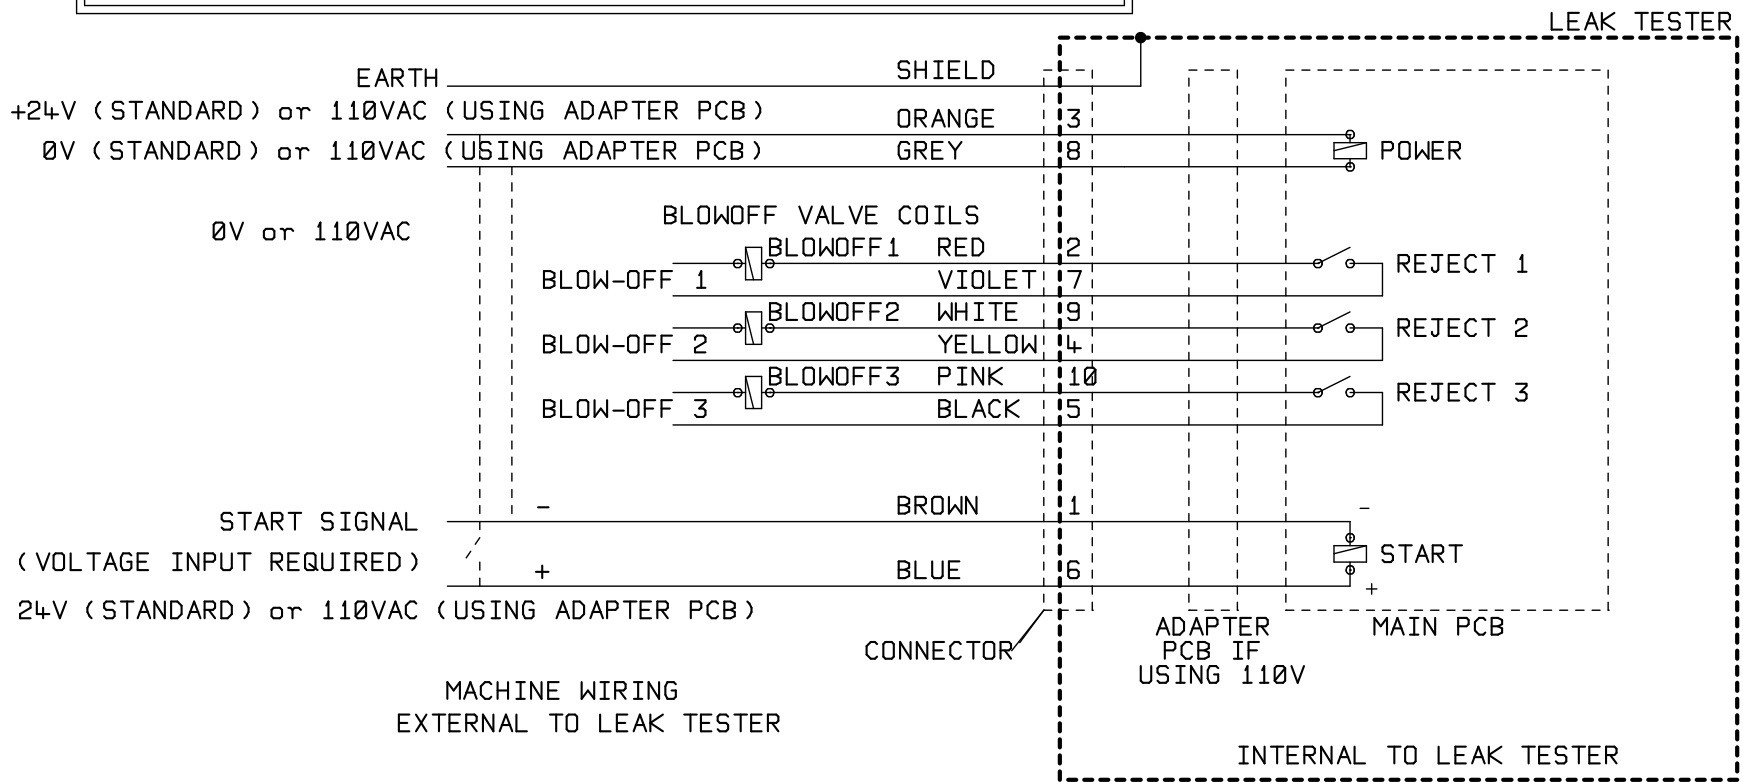 LEAK TESTER
EARTH
SHIELD
+24V (STANDARD) or 110VAC (USING ADAPTER PCB)
ORANGE 3
0V (STANDARD) or 110VAC (USING ADAPTER PCB)
GREY 8
POWER
BLOWOFF VALVE COILS
0V or 110VAC
BLOWOFF1 RED 2
REJECT 1
BLOW-OFF 1
VIOLET 7
BLOWOFF2 WHITE 9
REJECT 2
BLOW-OFF 2
YELLOW 4
BLOWOFF3 PINK 10
REJECT 3
BLOW-OFF 3
BLACK 5
START SIGNAL
-
BROWN 1
-
(VOLTAGE INPUT REQUIRED)
START
+
BLUE 6
+
24V (STANDARD) or 110VAC (USING ADAPTER PCB)
CONNECTOR
ADAPTER
PCB IF
USING 110V
MAIN PCB
MACHINE WIRING
EXTERNAL TO LEAK TESTER
INTERNAL TO LEAK TESTER